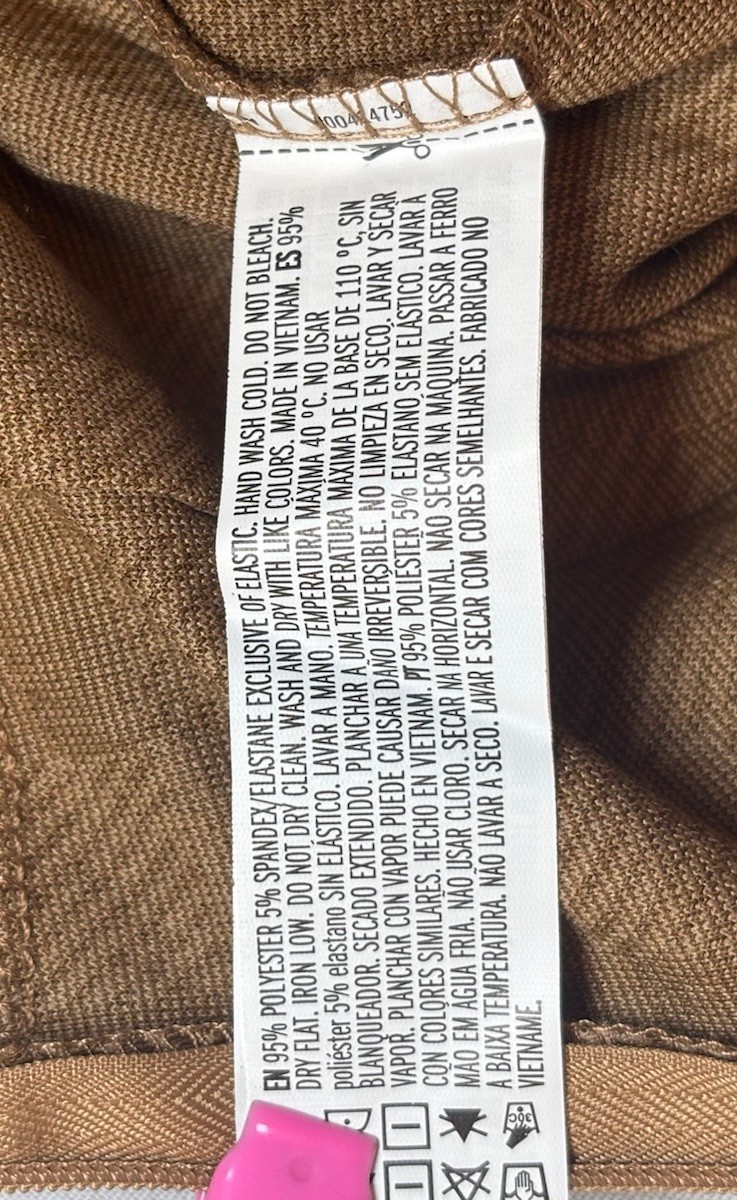 EN 95% POLYESTER 5% SPANDEX/ELASTANE EXCLUSIVE OF ELASTIC. HAND WASH COLD. DO NOT BLEACH.
DRY FLAT. IRON LOW. DO NOT DRY CLEAN. WASH AND DRY WITH LIKE COLORS. MADE IN VIETNAM. ES 95%
poliéster 5% elastano SIN ELÁSTICO. LAVAR A MANO. TEMPERATURA MÁXIMA 40 °C. NO USAR
BLANQUEADOR. SECADO EXTENDIDO. PLANCHAR A UNA TEMPERATURA MÁXIMA DE LA BASE DE 110 °C, SIN
VAPOR. PLANCHAR CON VAPOR PUEDE CAUSAR DAÑO IRREVERSIBLE. NO LIMPIEZA EN SECO. LAVAR Y SECAR
CON COLORES SIMILARES. HECHO EN VIETNAM. PT 95% POLIÉSTER 5% ELASTANO SEM ELÁSTICO. LAVAR À
MÃO EM ÁGUA FRIA. NÃO USAR CLORO. SECAR NA HORIZONTAL. NÃO SECAR NA MÁQUINA. PASSAR A FERRO
A BAIXA TEMPERATURA. NÃO LAVAR A SECO. LAVAR E SECAR COM CORES SEMELHANTES. FABRICADO NO
VIETNAME.
30C